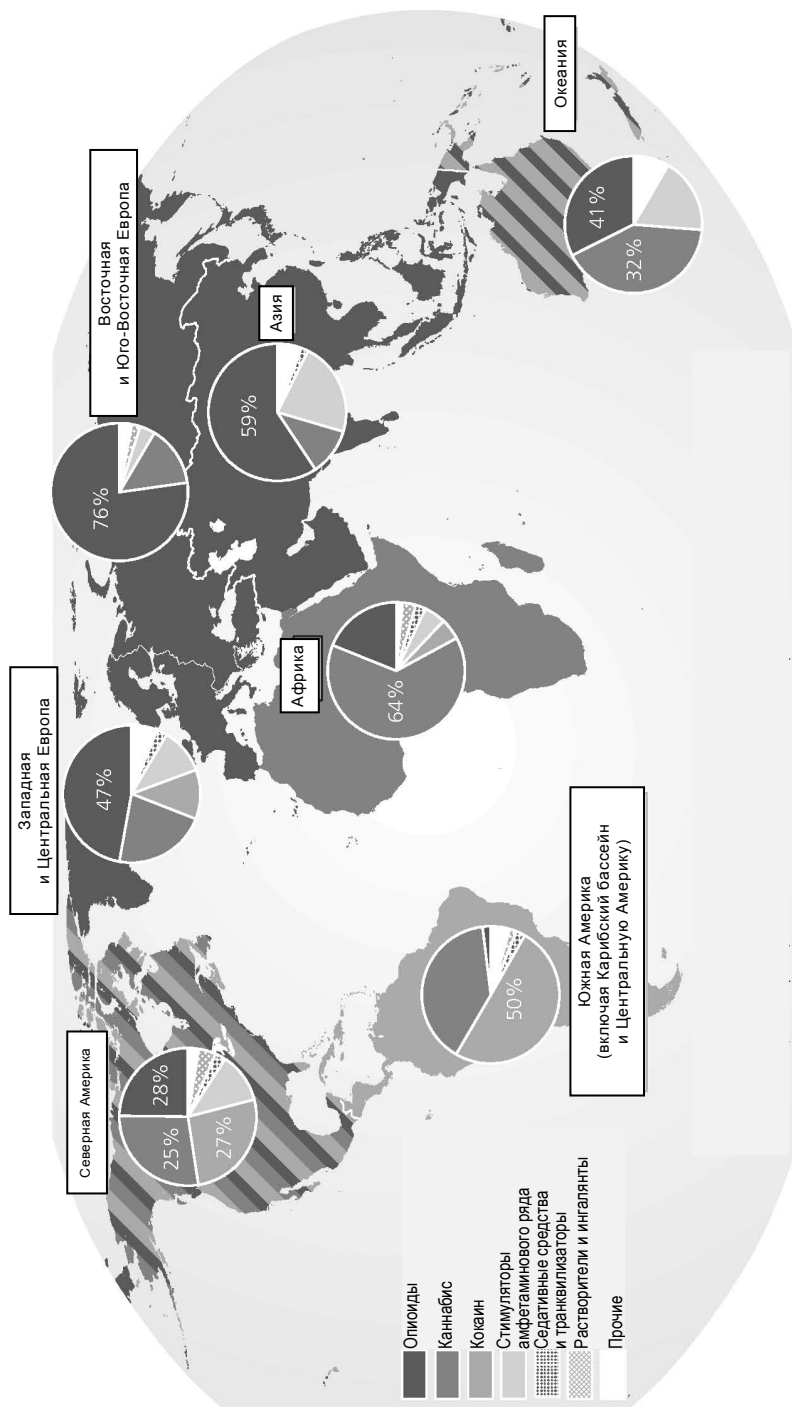 Северная Америка
28%
25%
27%
Западная
и Центральная Европа
47%
Восточная
и Юго-Восточная Европа
76%
Азия
59%
Африка
64%
Океания
41%
32%
50%
Южная Америка
(включая Карибский бассейн
и Центральную Америку)
Опиоиды
Каннабис
Кокаин
Стимуляторы
амфетаминового ряда
Седативные средства
и транквилизаторы
Растворители и ингалянты
Прочие